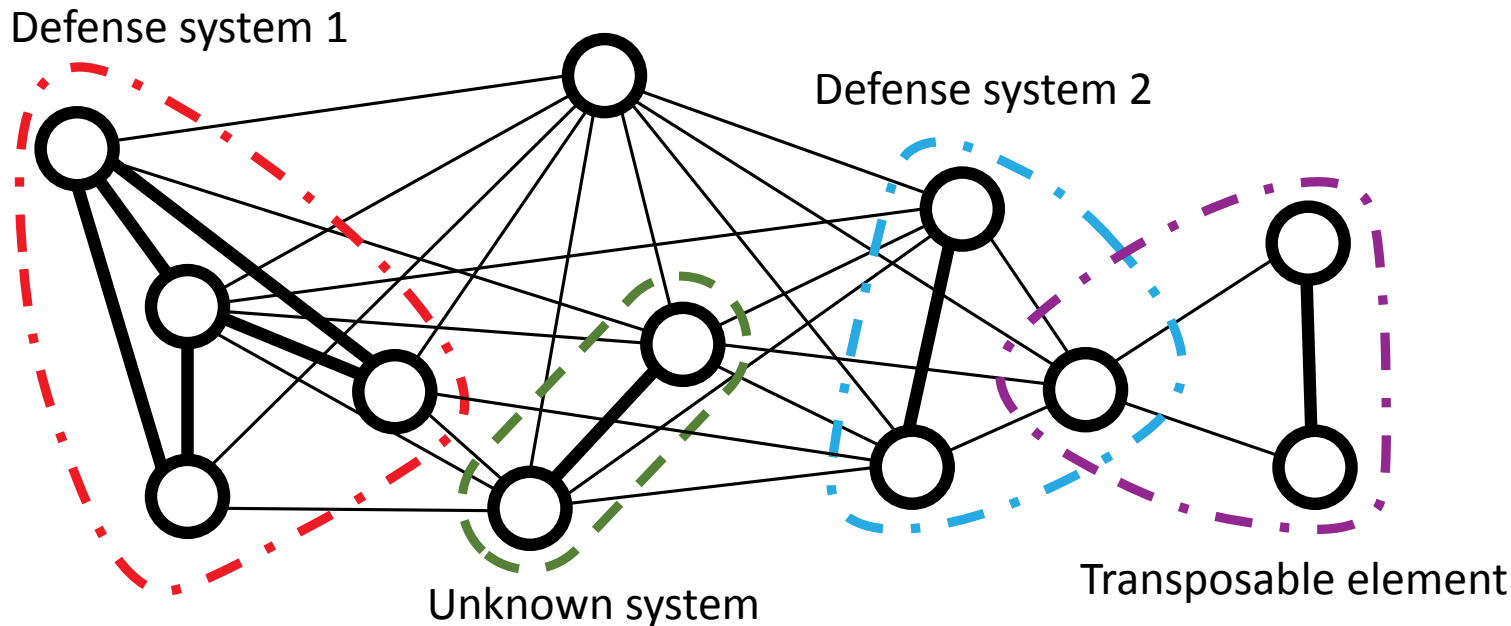 Defense system 1
Defense system 2
Unknown system
Transposable element